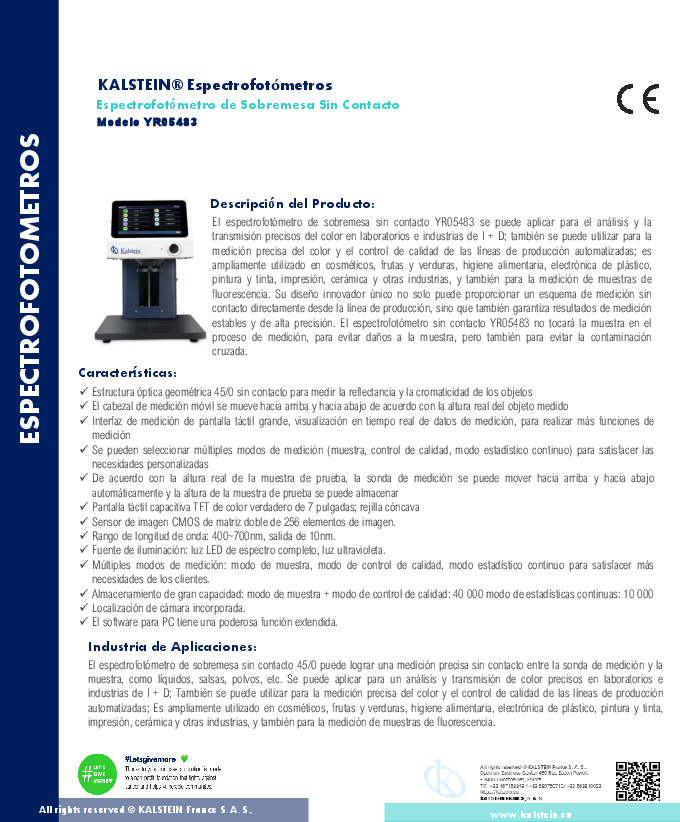 ESPECTROFOTOMETROS
KALSTEIN® Espectrofotómetros
Espectrofotómetro de Sobremesa Sin Contacto
Modelo YR05483
CE
Kalstein
Descripción del Producto:
El espectrofotómetro de sobremesa sin contacto YR05483 se puede aplicar para el análisis y la
transmisión precisos del color en laboratorios e industrias de I + D; también se puede utilizar para la
medición precisa del color y el control de calidad de las líneas de producción automatizadas; es
ampliamente utilizado en cosméticos, frutas y verduras, higiene alimentaria, electrónica de plástico,
pintura y tinta, impresión, cerámica y otras industrias, y también para la medición de muestras de
fluorescencia. Su diseño innovador único no solo puede proporcionar un esquema de medición sin
contacto directamente desde la línea de producción, sino que también garantiza resultados de medición
estables y de alta precisión. El espectrofotómetro sin contacto YR05483 no tocará la muestra en el
proceso de medición, para evitar daños a la muestra, pero también para evitar la contaminación
cruzada.
Características:
✓ Estructura óptica geométrica 45/0 sin contacto para medir la reflectancia y la cromaticidad de los objetos
✓ El cabezal de medición móvil se mueve hacia arriba y hacia abajo de acuerdo con la altura real del objeto medido
✓ Interfaz de medición de pantalla táctil grande, visualización en tiempo real de datos de medición, para realizar más funciones de
medición
✓ Se pueden seleccionar múltiples modos de medición (muestra, control de calidad, modo estadístico continuo) para satisfacer las
necesidades personalizadas
✓ De acuerdo con la altura real de la muestra de prueba, la sonda de medición se puede mover hacia arriba y hacia abajo
automáticamente y la altura de la muestra de prueba se puede almacenar
✓ Pantalla táctil capacitiva TFT de color verdadero de 7 pulgadas; rejilla cóncava
✓ Sensor de imagen CMOS de matriz doble de 256 elementos de imagen.
✓ Rango de longitud de onda: 400~700nm, salida de 10nm.
✓ Fuente de iluminación: luz LED de espectro completo, luz ultravioleta.
✓ Múltiples modos de medición: modo de muestra, modo de control de calidad, modo estadístico continuo para satisfacer más
necesidades de los clientes.
✓ Almacenamiento de gran capacidad: modo de muestra + modo de control de calidad: 40 000 modo de estadísticas continuas: 10 000
✓ Localización de cámara incorporada.
✓ El software para PC tiene una poderosa función extendida.
Industria de Aplicaciones:
El espectrofotómetro de sobremesa sin contacto 45/0 puede lograr una medición precisa sin contacto entre la sonda de medición y la
muestra, como líquidos, salsas, polvos, etc. Se puede aplicar para un análisis y transmisión de color precisos en laboratorios e
industrias de I + D; También se puede utilizar para la medición precisa del color y el control de calidad de las líneas de producción
automatizadas; Es ampliamente utilizado en cosméticos, frutas y verduras, higiene alimentaria, electrónica de plástico, pintura y tinta,
impresión, cerámica y otras industrias, y también para la medición de muestras de fluorescencia.
#LET'S
GIVE
MORE
#Letsgivemore
All rights reserved © KALSTEIN France S. A. S.,
KALSTEIN FRANCE, S. A. S
All rights reserved © KALSTEIN France S. A. S.,
www.kalstein.co